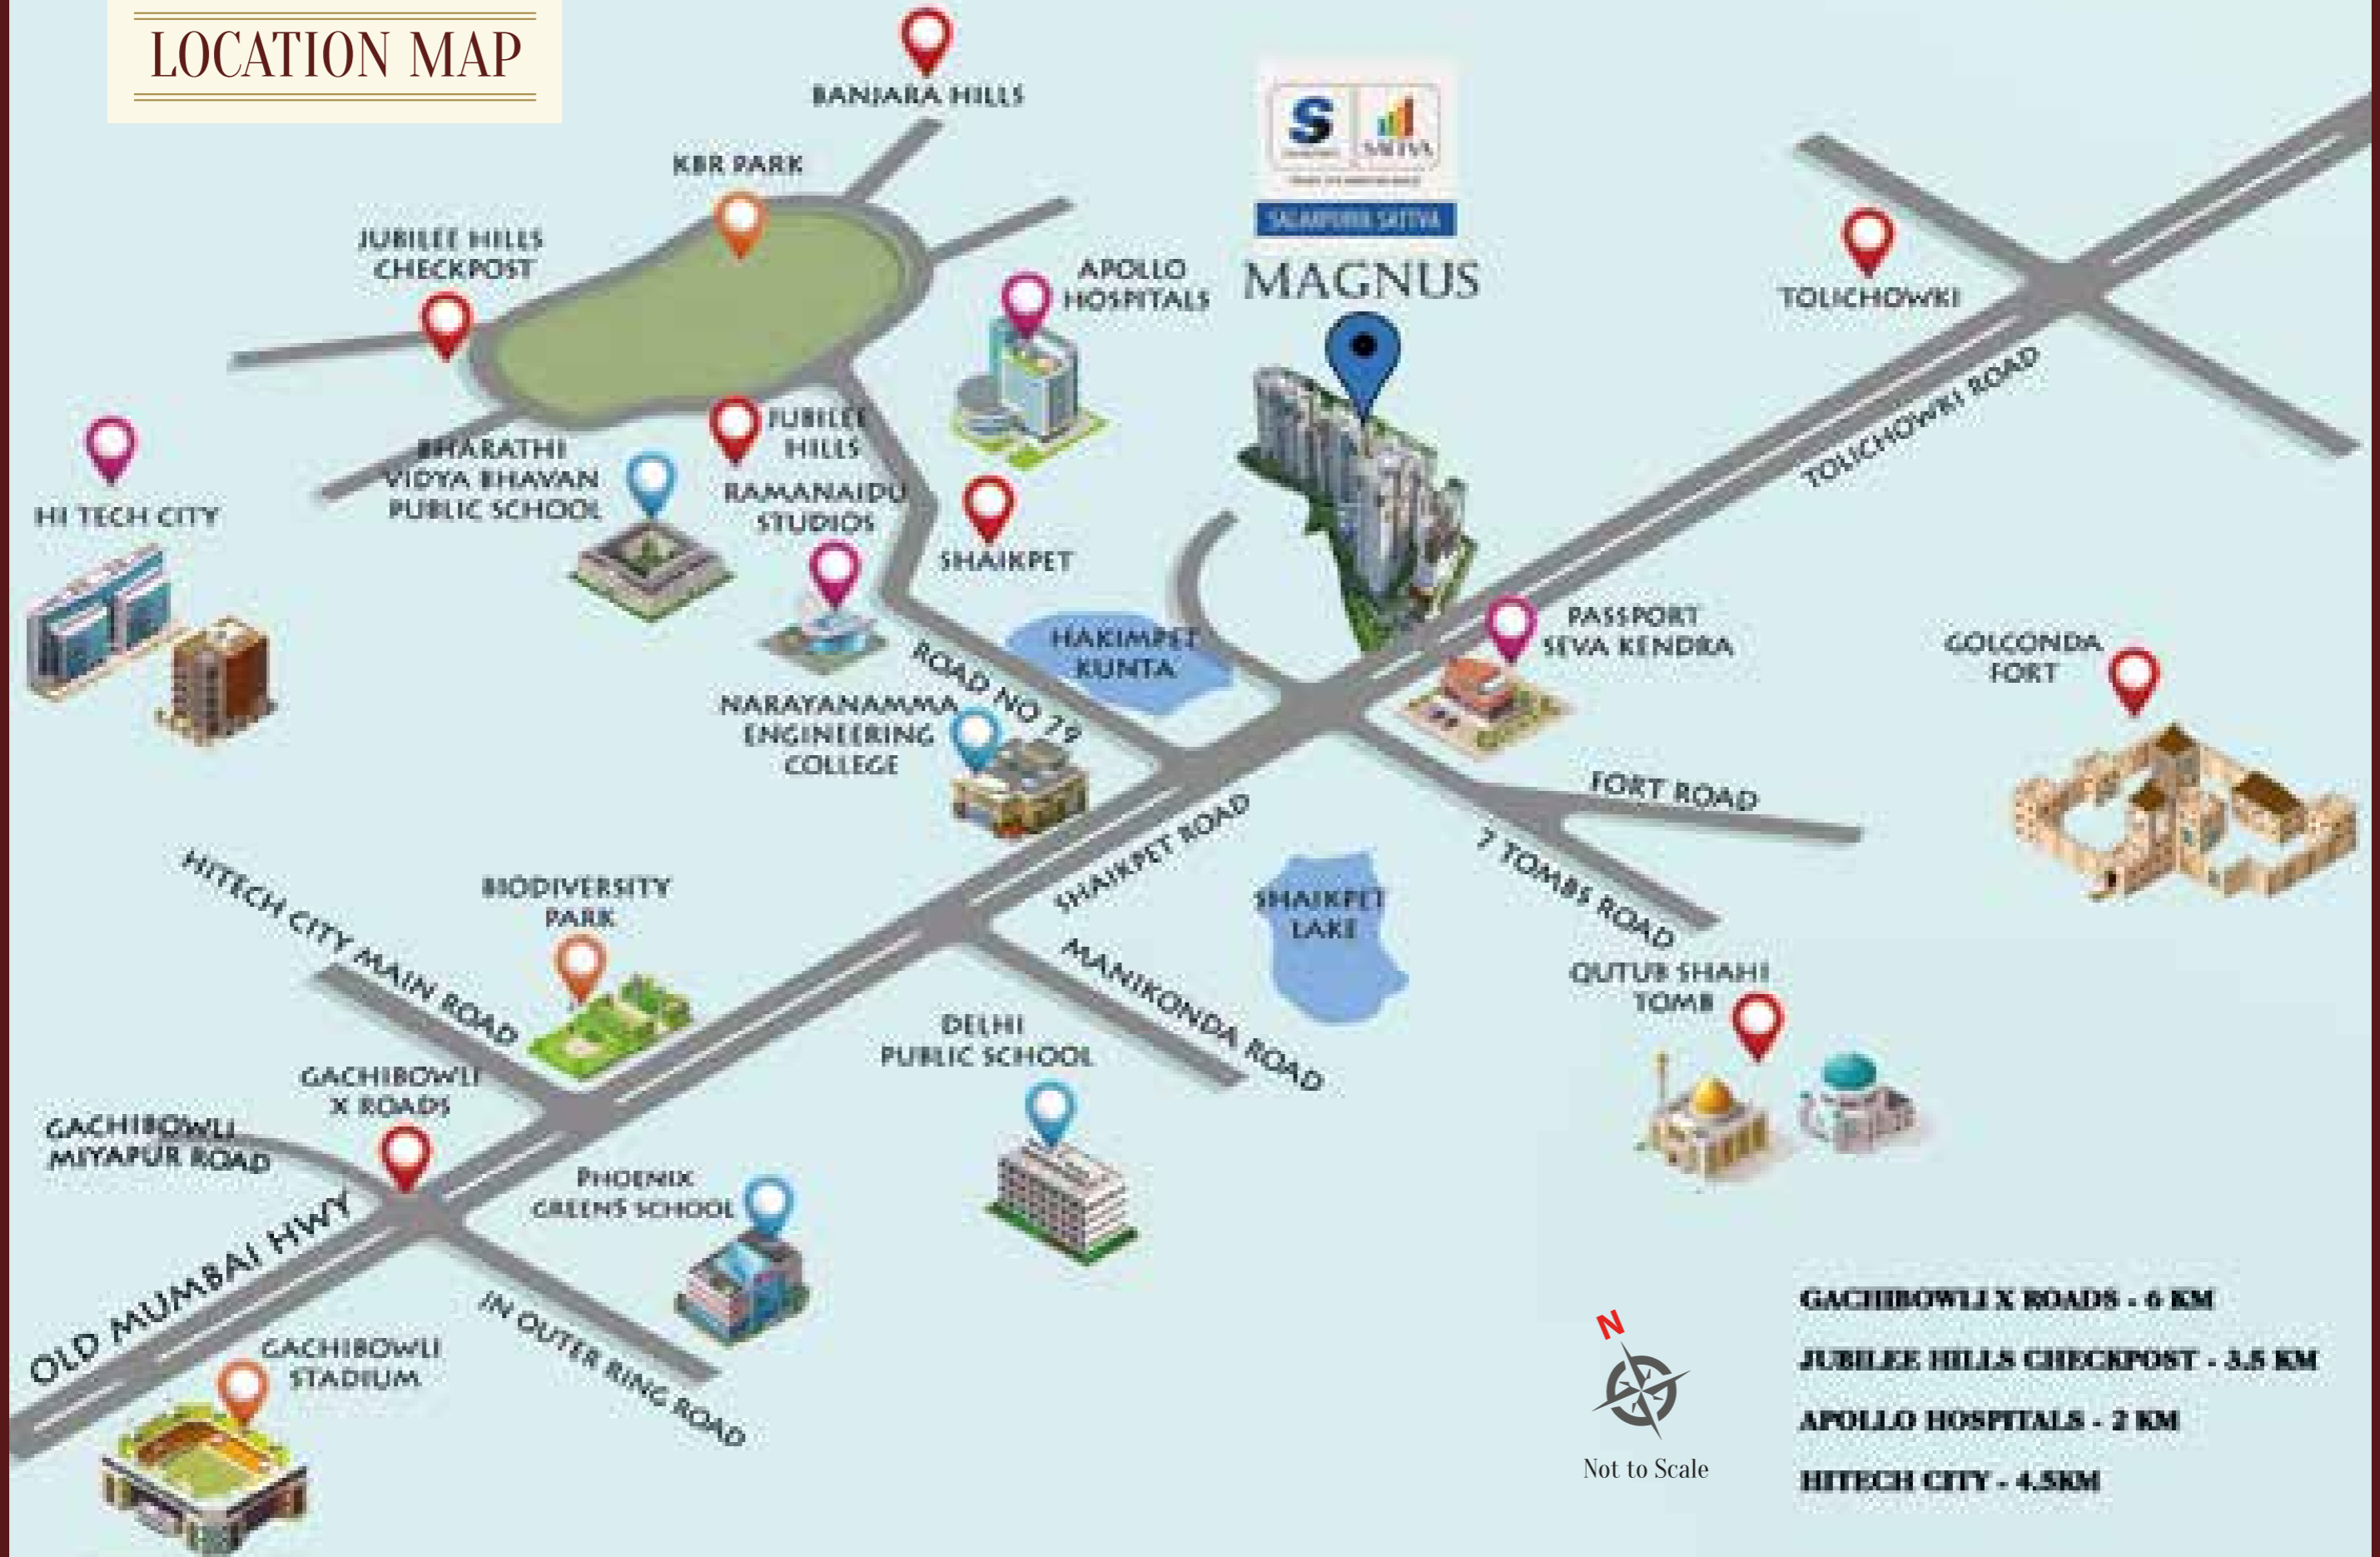 LOCATION MAP
BANJARA HILLS
KBR PARK
JUBILEE HILLS
CHECKPOST
S
SATTVA
SALARPURIA SATTVA
MAGNUS
APOLLO
HOSPITALS
TOLICHOWKI
TOLICHOWKI ROAD
HI TECH CITY
BHARATHI
VIDYA BHAVAN
PUBLIC SCHOOL
JUBILEE
HILLS
RAMANAIDU
STUDIOS
SHAIKPET
HAKIMPET
KUNTA
ROAD NO 79
NARAYANAMMA
ENGINEERING
COLLEGE
PASSPORT
SEVA KENDRA
GOLCONDA
FORT
FORT ROAD
7 TOMBS ROAD
SHAIKPET ROAD
SHAIKPET
LAKE
MANIKONDA ROAD
QUTUB SHAHI
TOMB
HITECH CITY MAIN ROAD
BIODIVERSITY
PARK
DELHI
PUBLIC SCHOOL
GACHIBOWLI
X ROADS
GACHIBOWLI
MIYAPUR ROAD
PHOENIX
GREENS SCHOOL
OLD MUMBAI HWY
IN OUTER RING ROAD
GACHIBOWLI
STADIUM
N
Not to Scale
GACHIBOWLI X ROADS - 6 KM
JUBILEE HILLS CHECKPOST - 3.5 KM
APOLLO HOSPITALS - 2 KM
HITECH CITY - 4.5KM